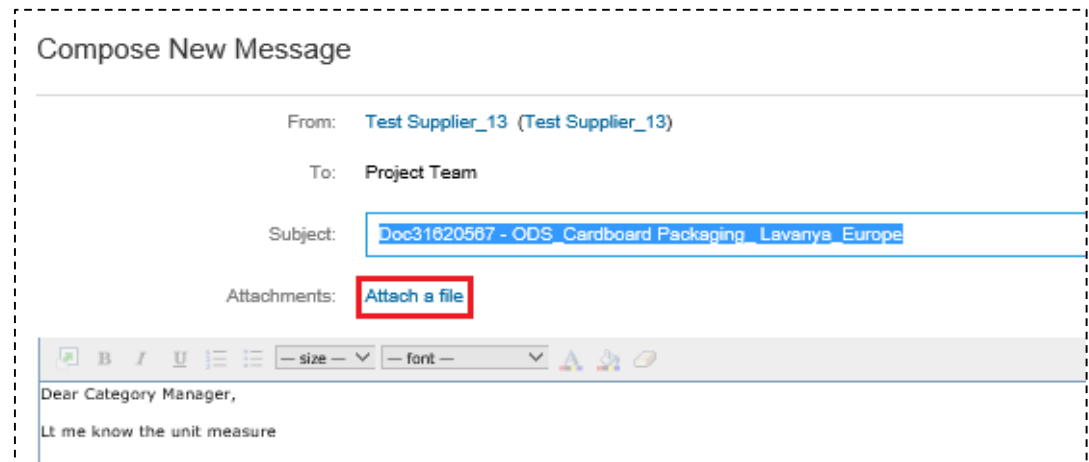 Compose New Message
From: Test Supplier_13 (Test Supplier_13)
To: Project Team
Subject: Doc31620567 - ODS_Cardboard Packaging_ Lavanya_Europe
Attachments: Attach a file
B I U — size — — font — A
Dear Category Manager,
Lt me know the unit measure